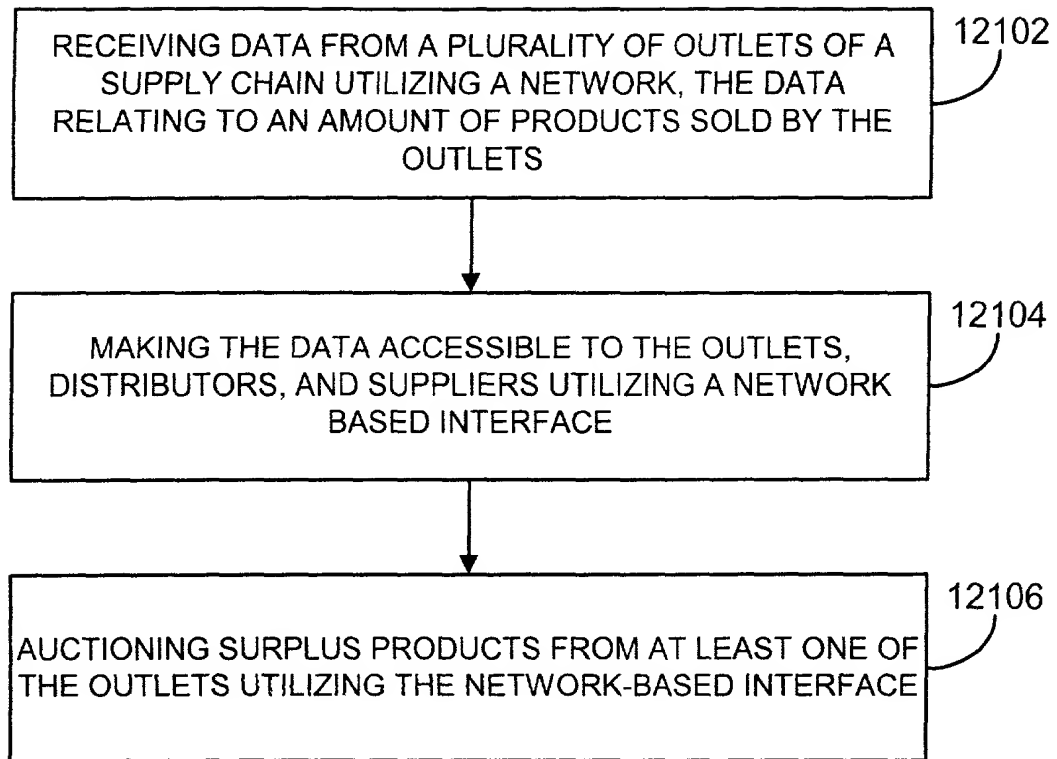 RECEIVING DATA FROM A PLURALITY OF OUTLETS OF A
SUPPLY CHAIN UTILIZING A NETWORK, THE DATA
RELATING TO AN AMOUNT OF PRODUCTS SOLD BY THE
OUTLETS
12102
MAKING THE DATA ACCESSIBLE TO THE OUTLETS,
DISTRIBUTORS, AND SUPPLIERS UTILIZING A NETWORK
BASED INTERFACE
12104
AUCTIONING SURPLUS PRODUCTS FROM AT LEAST ONE OF
THE OUTLETS UTILIZING THE NETWORK-BASED INTERFACE
12106